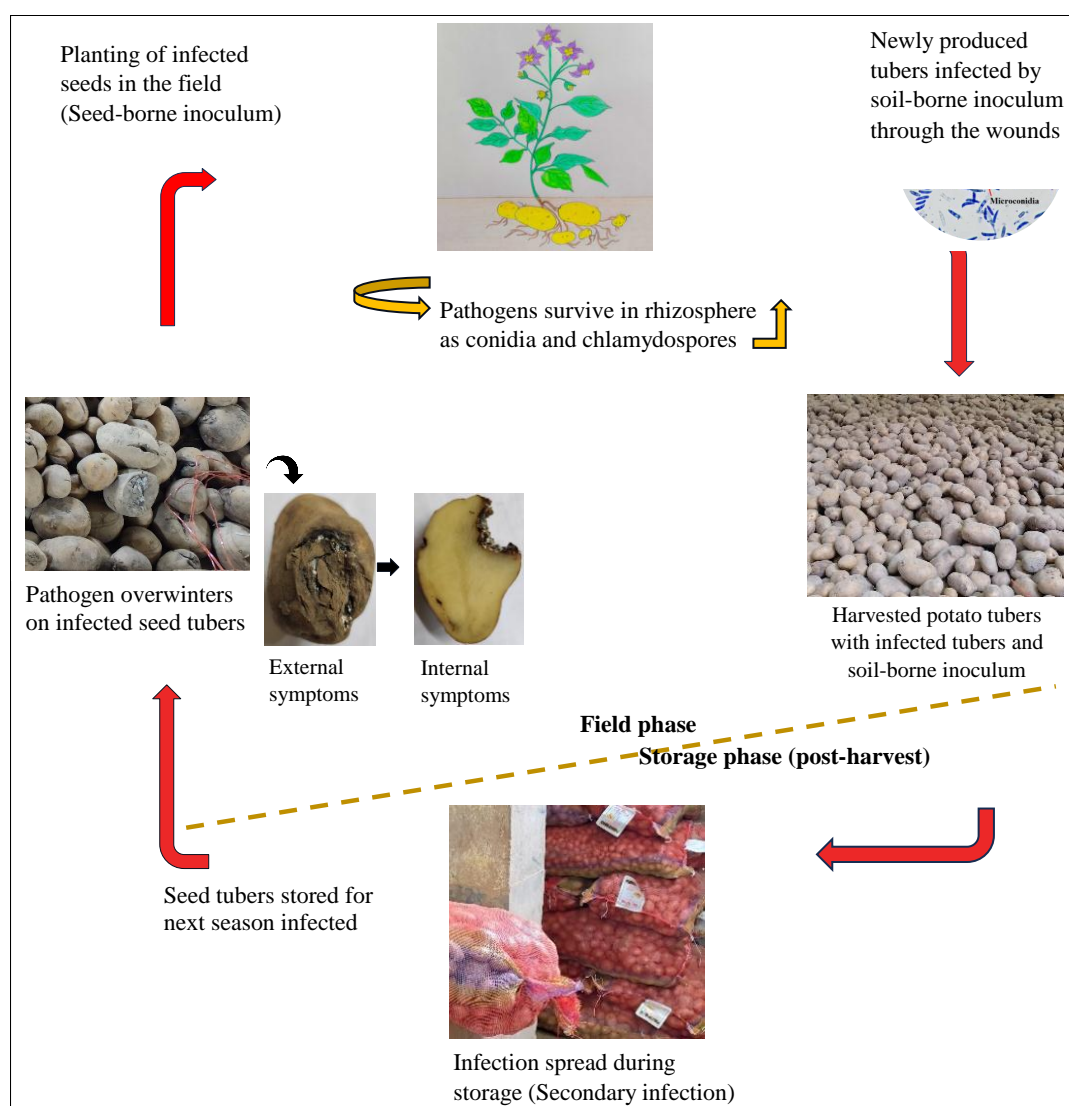 Planting of infected
seeds in the field
(Seed-borne inoculum)
Newly produced
tubers infected by
soil-borne inoculum
through the wounds
Microconidia
Pathogens survive in rhizosphere
as conidia and chlamydospores
Pathogen overwinters
on infected seed tubers
External
symptoms
Internal
symptoms
Harvested potato tubers
with infected tubers and
soil-borne inoculum
Field phase
Storage phase (post-harvest)
Seed tubers stored for
next season infected
Infection spread during
storage (Secondary infection)